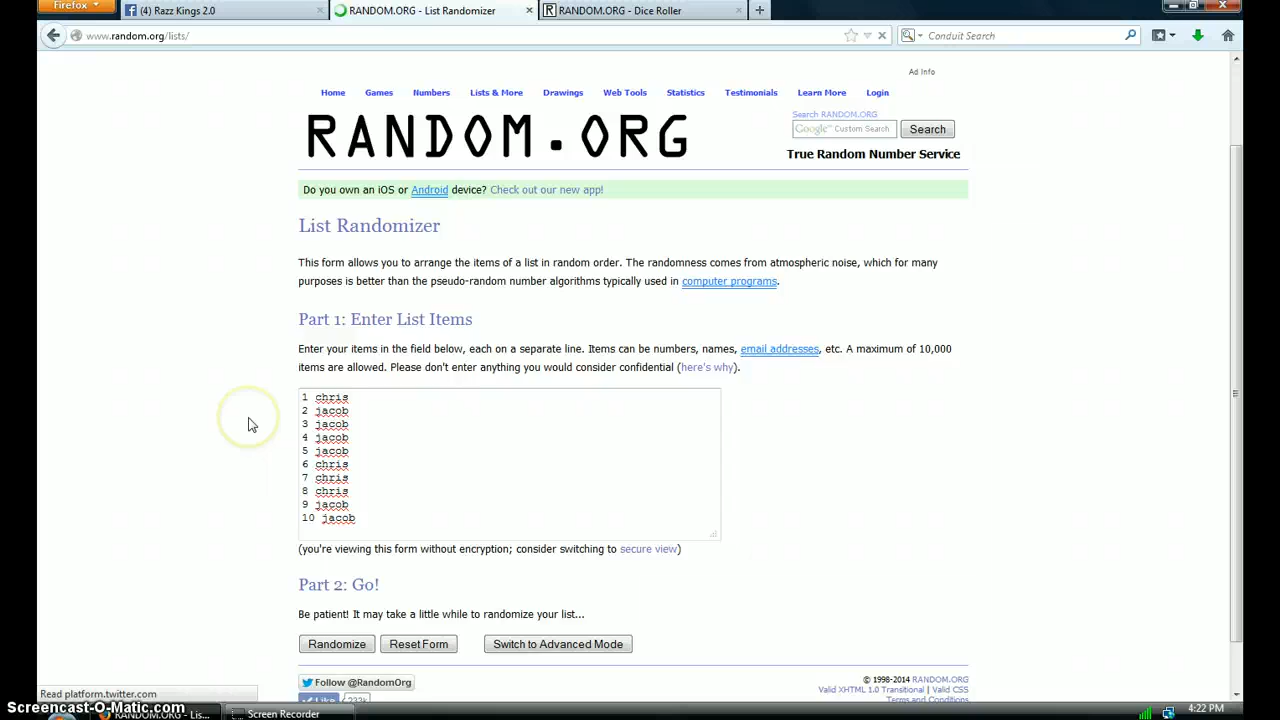 Firefox
(4) Razz Kings 2.0
RANDOM.ORG - List Randomizer
RANDOM.ORG - Dice Roller
www.random.org/lists/
Conduit Search
Ad Info
Home Games Numbers Lists & More Drawings Web Tools Statistics Testimonials Learn More Login
Search RANDOM.ORG
RANDOM.ORG
Google™ Custom Search
Search
True Random Number Service
Do you own an iOS or Android device? Check out our new app!
List Randomizer
This form allows you to arrange the items of a list in random order. The randomness comes from atmospheric noise, which for many
purposes is better than the pseudo-random number algorithms typically used in computer programs.
Part 1: Enter List Items
Enter your items in the field below, each on a separate line. Items can be numbers, names, email addresses, etc. A maximum of 10,000
items are allowed. Please don't enter anything you would consider confidential (here's why).
1 chris
2 jacob
3 jacob
4 jacob
5 jacob
6 chris
7 chris
8 chris
9 jacob
10 jacob
(you're viewing this form without encryption; consider switching to secure view)
Part 2: Go!
Be patient! It may take a little while to randomize your list...
Randomize Reset Form Switch to Advanced Mode
Follow @RandomOrg
© 1998-2014 RANDOM.ORG
Valid XHTML 1.0 Transitional | Valid CSS
Terms and Conditions
Like
Read platform.twitter.com
Screencast-O-Matic.com
RANDOM.ORG - Lis...
Screen Recorder
4:22 PM